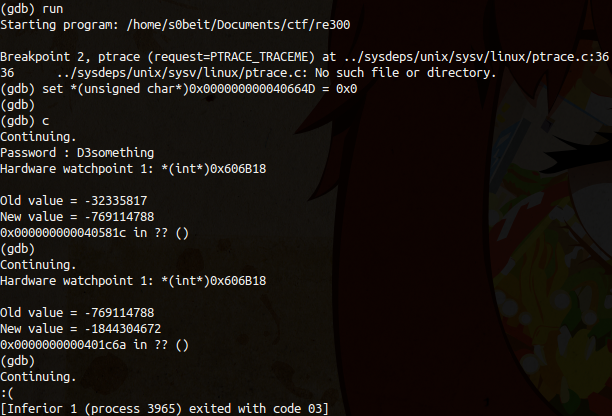 (gdb) run
Starting program: /home/s0beit/Documents/ctf/re300
Breakpoint 2, ptrace (request=PTRACE_TRACEME) at ../sysdeps/unix/sysv/linux/ptrace.c:36
36      ../sysdeps/unix/sysv/linux/ptrace.c: No such file or directory.
(gdb) set *(unsigned char*)0x000000000040664D = 0x0
(gdb)
(gdb) c
Continuing.
Password : D3something
Hardware watchpoint 1: *(int*)0x606B18
Old value = -32335817
New value = -769114788
0x000000000040581c in ?? ()
(gdb)
Continuing.
Hardware watchpoint 1: *(int*)0x606B18
Old value = -769114788
New value = -1844304672
0x0000000000401c6a in ?? ()
(gdb)
Continuing.
:(
[Inferior 1 (process 3965) exited with code 03]